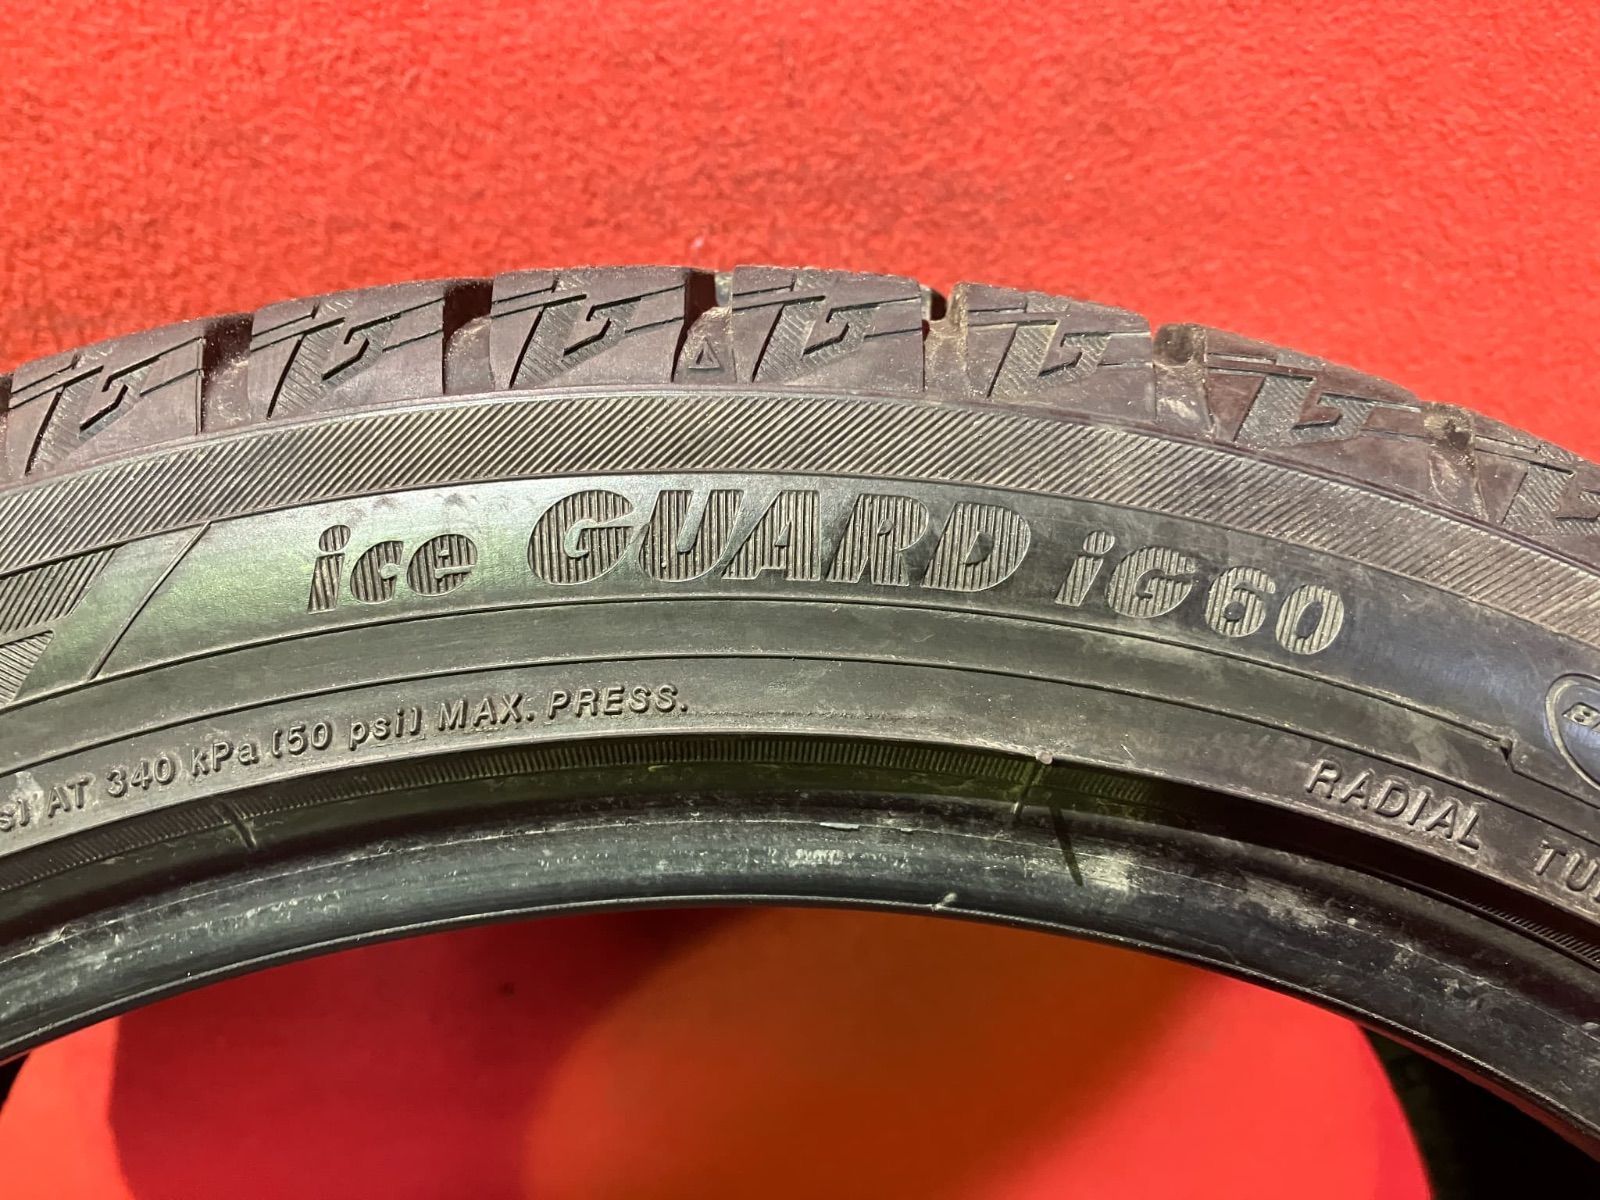 ice GUARD iG60
AT 340 kPa (50 psi) MAX. PRESS.
RADIAL